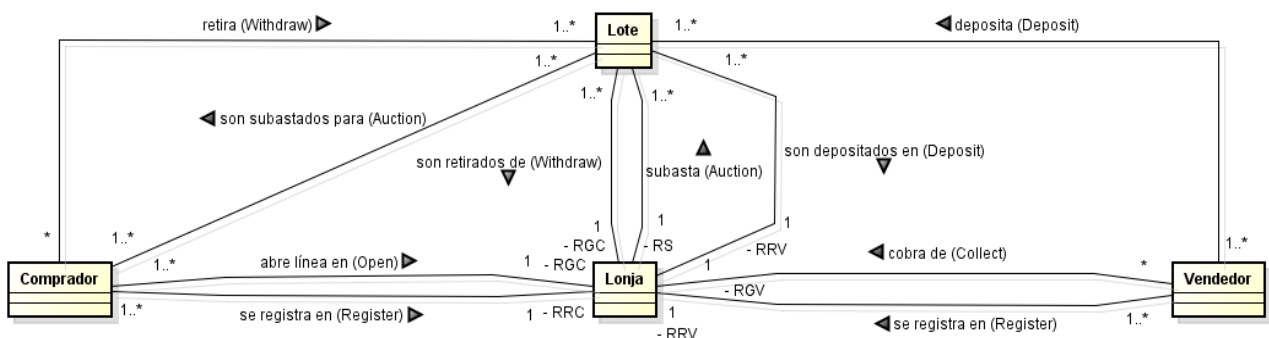 retira (Withdraw)
1..*
Lote
1..*
deposita (Deposit)
1..*
1..*
1..*
1..*
1..*
son subastados para (Auction)
son retirados de (Withdraw)
subasta (Auction)
son depositados en (Deposit)
*
1..*
1
- RGC
1
- RS
1
- RRV
1..*
Comprador
1..*
abre línea en (Open)
1
- RGC
Lonja
1
- RGV
cobra de (Collect)
*
Vendedor
1..*
se registra en (Register)
1
- RRC
1
- RRV
se registra en (Register)
1..*